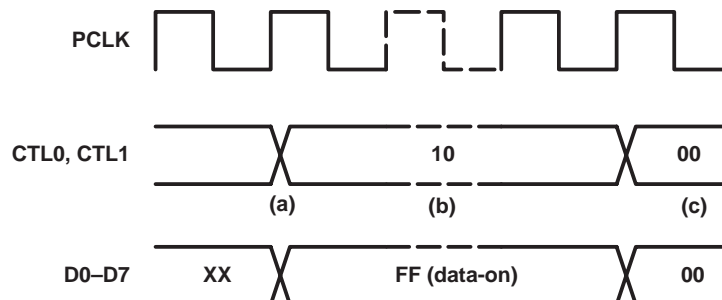 PCLK
CTL0, CTL1
10
00
(a)
(b)
(c)
D0–D7
XX
FF (data-on)
00